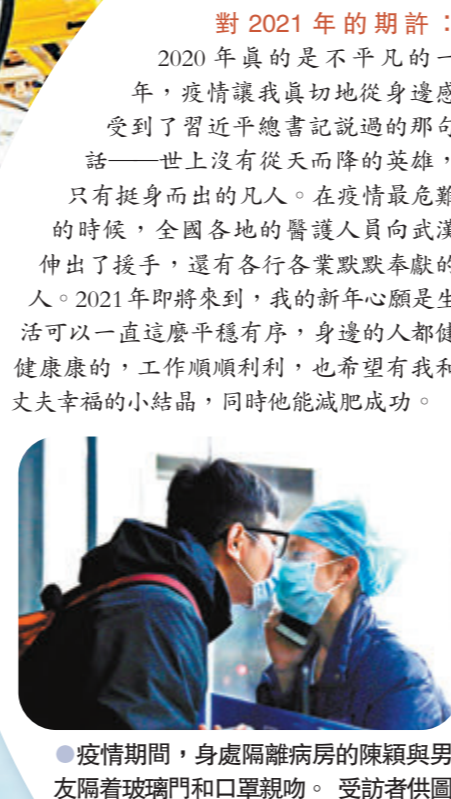 對 2021 年的期許：
2020 年真的是不平凡的一
年，疫情讓我真切地從身邊感
受到了習近平總書記說過的那句
話——世上沒有從天而降的英雄，
只有挺身而出的凡人。在疫情最危難
的時候，全國各地的醫護人員向武漢
伸出了援手，還有各行各業默默奉獻的
人。2021年即將來到，我的新年心願是生
活可以一直這麼平穩有序，身邊的人都健
健康康的，工作順順利利，也希望有我和
丈夫幸福的小結晶，同時他能減肥成功。
●疫情期間，身處隔離病房的陳穎與男
友隔着玻璃門和口罩親吻。 受訪者供圖